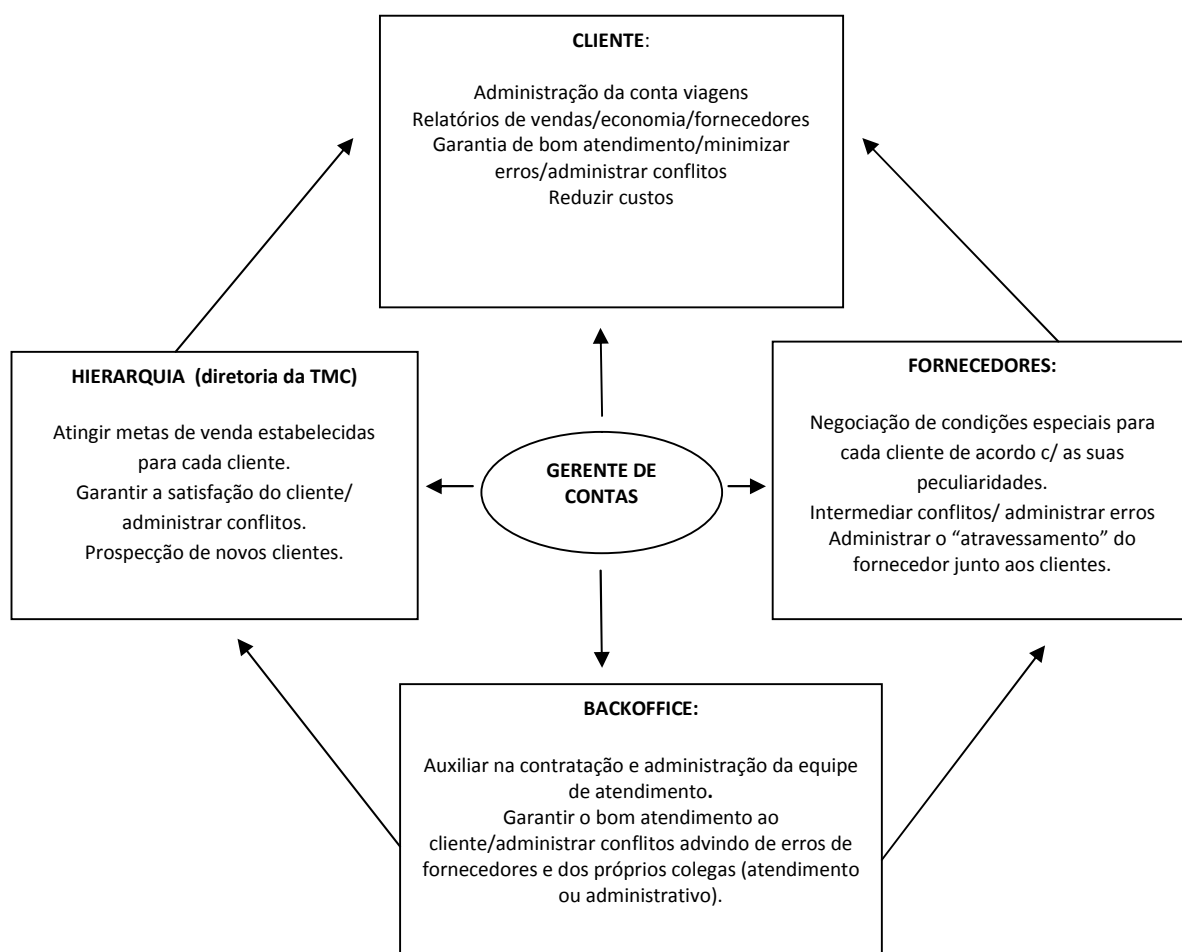 CLIENTE:
Administração da conta viagens
Relatórios de vendas/economia/fornecedores
Garantia de bom atendimento/minimizar
erros/administrar conflitos
Reduzir custos
HIERARQUIA (diretoria da TMC)
Atingir metas de venda estabelecidas
para cada cliente.
Garantir a satisfação do cliente/
administrar conflitos.
Prospecção de novos clientes.
GERENTE DE
CONTAS
FORNECEDORES:
Negociação de condições especiais para
cada cliente de acordo c/ as suas
peculiaridades.
Intermediar conflitos/ administrar erros
Administrar o “atravessamento” do
fornecedor junto aos clientes.
BACKOFFICE:
Auxiliar na contratação e administração da equipe
de atendimento.
Garantir o bom atendimento ao
cliente/administrar conflitos advindo de erros de
fornecedores e dos próprios colegas (atendimento
ou administrativo).